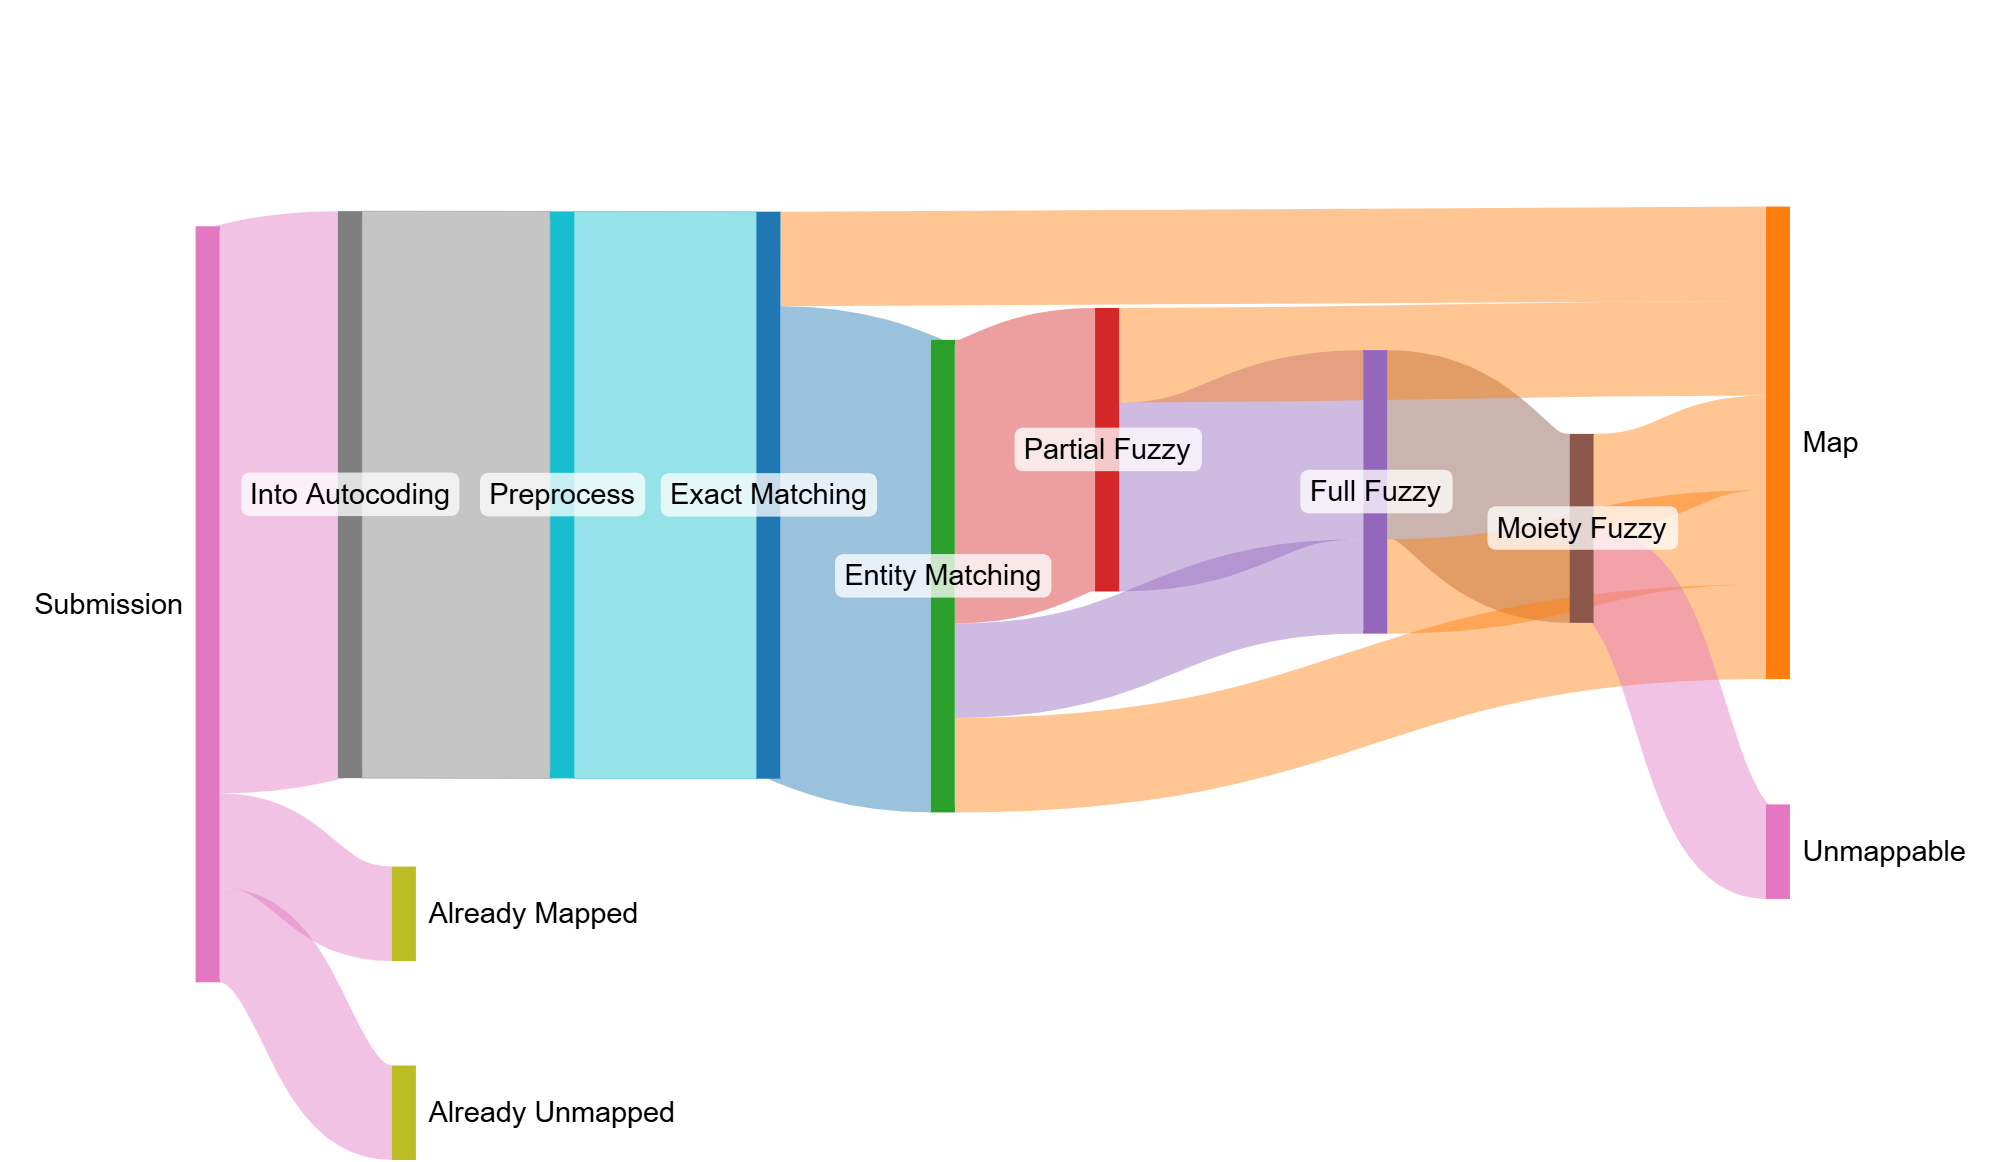 Submission
Into Autocoding
Preprocess
Exact Matching
Entity Matching
Partial Fuzzy
Full Fuzzy
Moiety Fuzzy
Map
Unmappable
Already Mapped
Already Unmapped